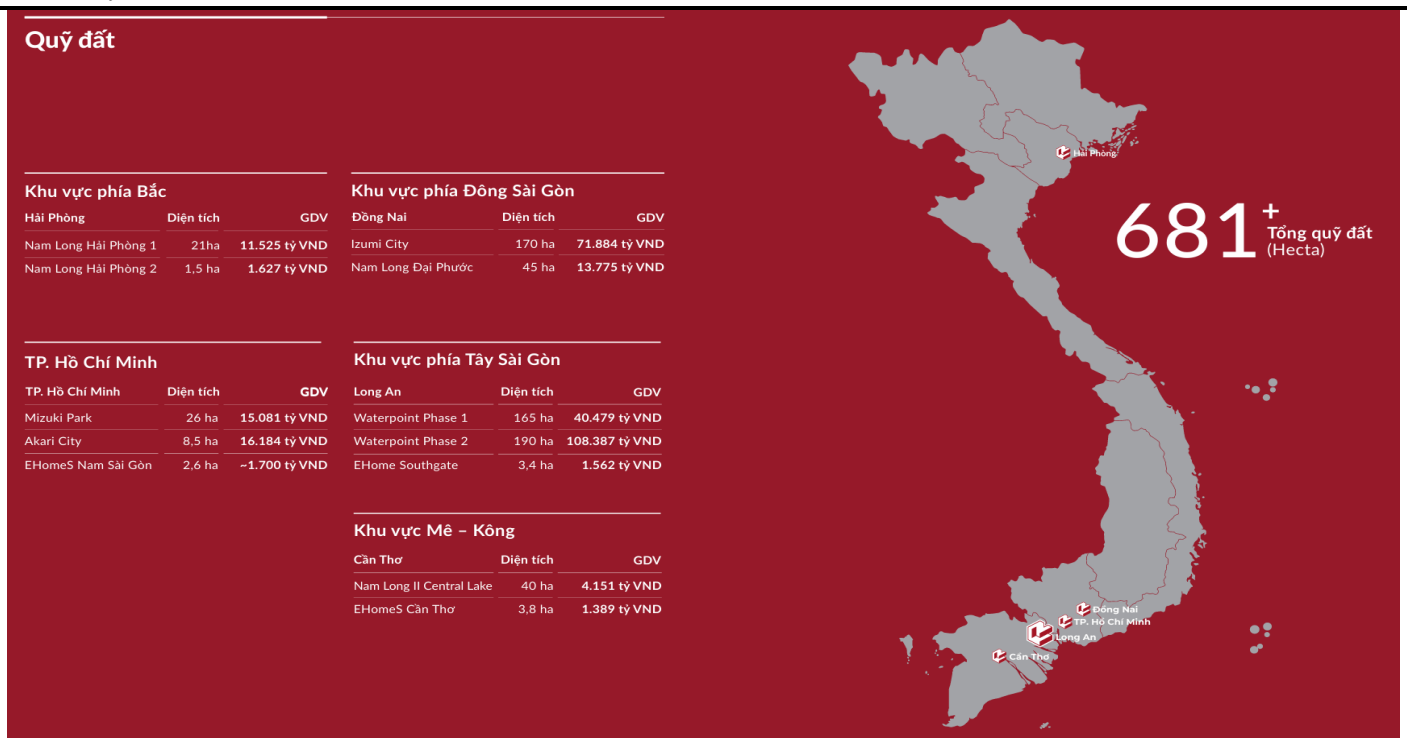 Quỹ đất
Khu vực phía Bắc
Hải Phòng Diện tích GDV
Nam Long Hải Phòng 1 21ha 11.525 tỷ VND
Nam Long Hải Phòng 2 1,5 ha 1.627 tỷ VND
Khu vực phía Đông Sài Gòn
Đồng Nai Diện tích GDV
Izumi City 170 ha 71.884 tỷ VND
Nam Long Đại Phước 45 ha 13.775 tỷ VND
TP. Hồ Chí Minh
TP. Hồ Chí Minh Diện tích GDV
Mizuki Park 26 ha 15.081 tỷ VND
Akari City 8,5 ha 16.184 tỷ VND
EHomeS Nam Sài Gòn 2,6 ha ~1.700 tỷ VND
Khu vực phía Tây Sài Gòn
Long An Diện tích GDV
Waterpoint Phase 1 165 ha 40.479 tỷ VND
Waterpoint Phase 2 190 ha 108.387 tỷ VND
EHome Southgate 3,4 ha 1.562 tỷ VND
Khu vực Mê – Kông
Cần Thơ Diện tích GDV
Nam Long II Central Lake 40 ha 4.151 tỷ VND
EHomeS Cần Thơ 3,8 ha 1.389 tỷ VND
Hải Phòng
681+ Tổng quỹ đất
(Hecta)
Đồng Nai
TP. Hồ Chí Minh
Long An
Cần Thơ